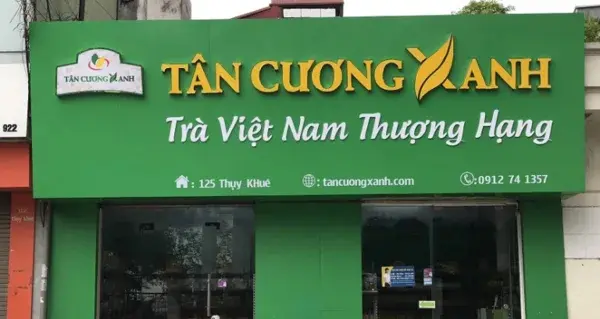 TÂN CƯƠNG XANH
TÂN CƯƠNG XANH
Trà Việt Nam Thượng Hạng
922
: 125 Thụy KHuê
: tancuongxanh.com
:0912 74 1357